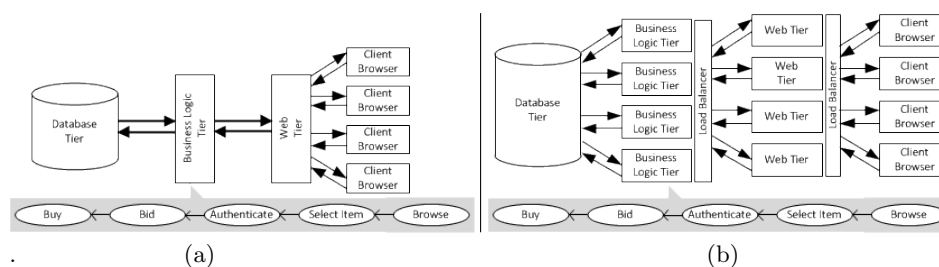 Database
Tier
Business Logic
Tier
Web
Tier
Client
Browser
Client
Browser
Client
Browser
Client
Browser
Buy
Bid
Authenticate
Select Item
Browse
. (a)
Database
Tier
Business
Logic Tier
Business
Logic Tier
Business
Logic Tier
Business
Logic Tier
Load Balancer
Web Tier
Web
Tier
Web Tier
Web Tier
Load Balancer
Client
Browser
Client
Browser
Client
Browser
Client
Browser
Buy
Bid
Authenticate
Select Item
Browse
(b)